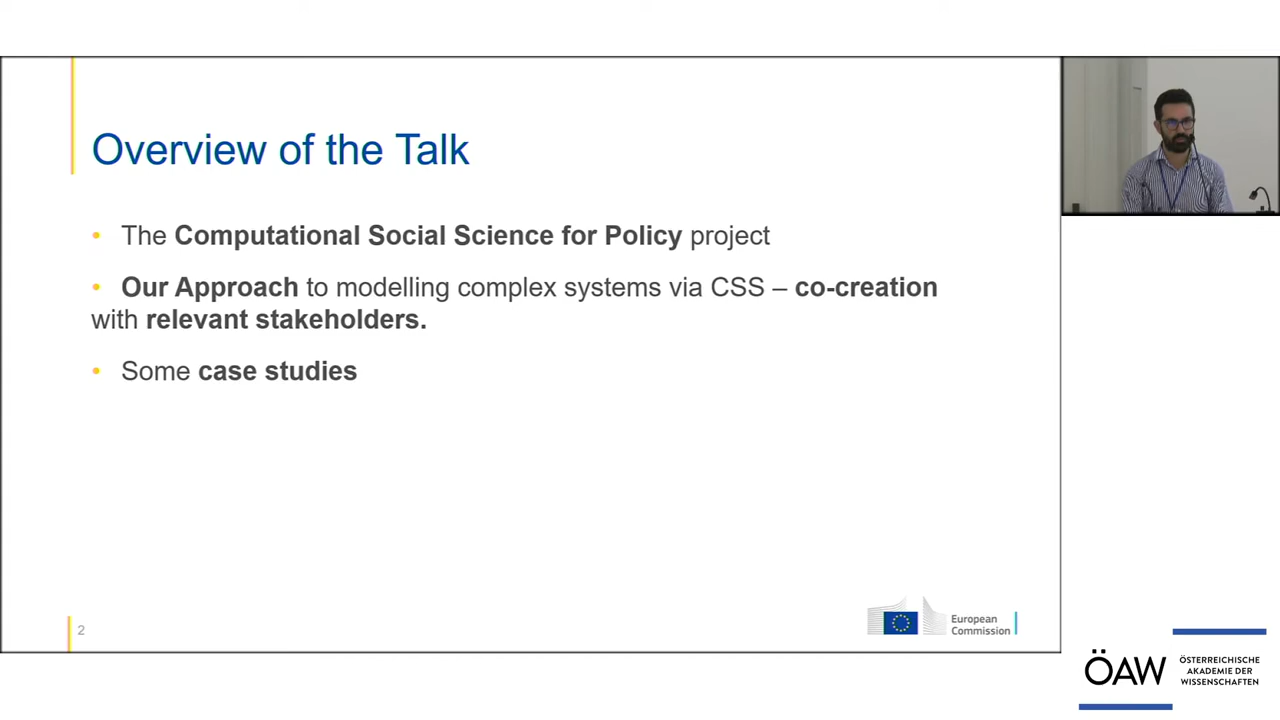 Overview of the Talk
• The Computational Social Science for Policy project
• Our Approach to modelling complex systems via CSS – co-creation
with relevant stakeholders.
• Some case studies
2
European
Commission
ÖAW
ÖSTERREICHISCHE
AKADEMIE DER
WISSENSCHAFTEN